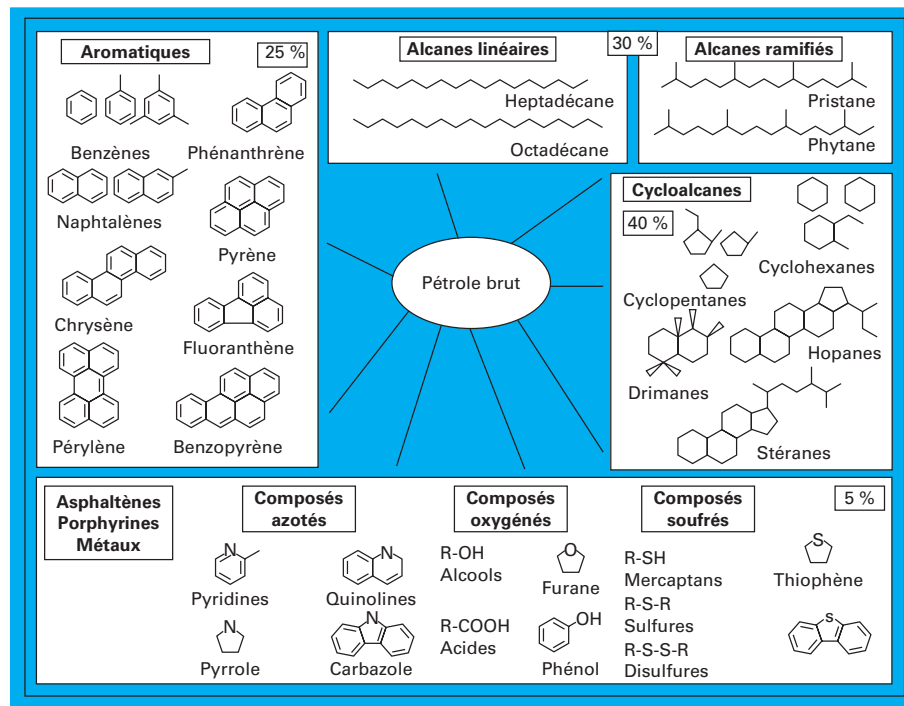 Aromatiques
25 %
Benzènes
Phénanthrène
Naphtalènes
Pyrène
Chrysène
Fluoranthène
Pérylène
Benzopyrène
Alcanes linéaires
30 %
Heptadécane
Octadécane
Alcanes ramifiés
Pristane
Phytane
Cycloalcanes
40 %
Cyclohexanes
Cyclopentanes
Hopanes
Drimanes
Stéranes
Pétrole brut
Asphaltènes
Porphyrines
Métaux
Composés
azotés
N
Pyridines
N
Quinolines
N
Pyrrole
N
Carbazole
Composés
oxygénés
R-OH
Alcools
O
Furane
R-COOH
Acides
OH
Phénol
Composés
soufrés
5 %
R-SH
Mercaptans
R-S-R
Sulfures
R-S-S-R
Disulfures
S
Thiophène
S